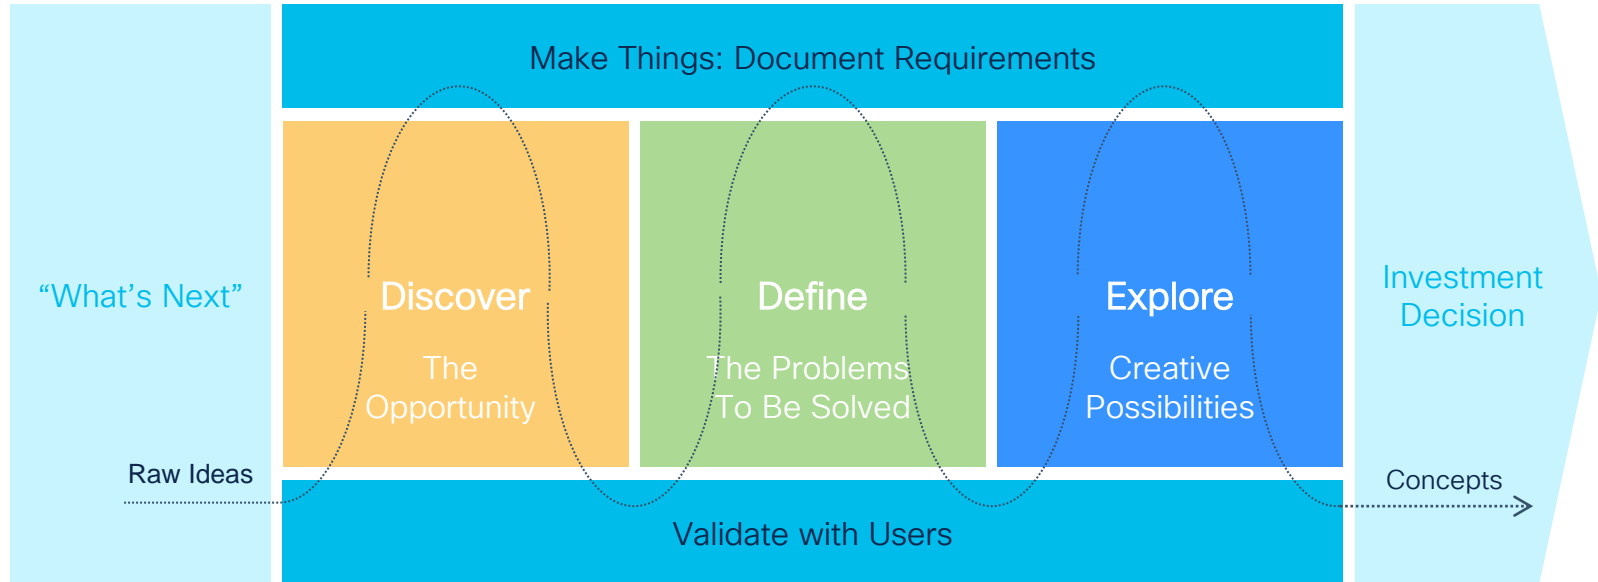 Make Things: Document Requirements
“What’s Next”
Discover
The
Opportunity
Define
The Problems
To Be Solved
Explore
Creative
Possibilities
Investment
Decision
Raw Ideas
Concepts
Validate with Users